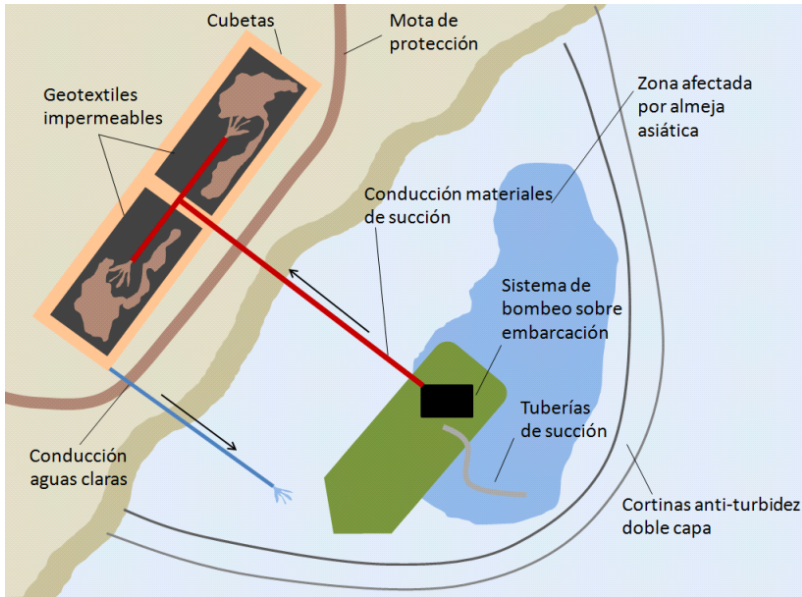 Cubetas
Mota de
protección
Geotextiles
impermeables
Zona afectada
por almeja
asiática
Conducción materiales
de succión
Sistema de
bombeo sobre
embarcación
Tuberías
de succión
Conducción
aguas claras
Cortinas anti-turbidez
doble capa